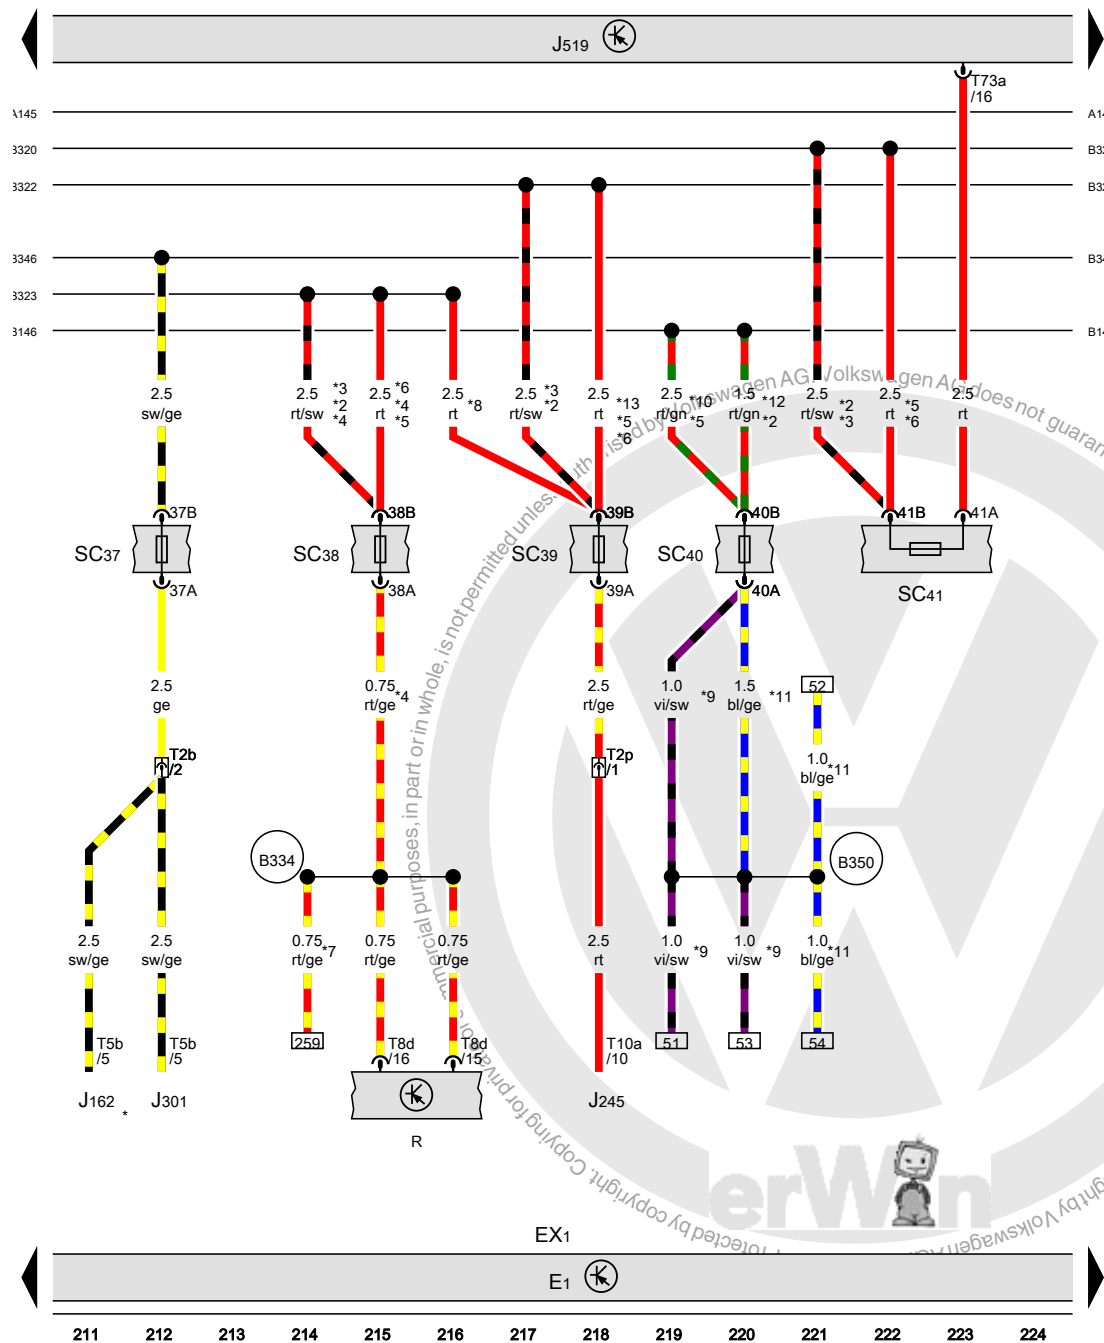 J519
T73a
/16
A145
B320
B322
B346
B323
B146
2.5
sw/ge
2.5
rt/sw
*3
*2
*4
2.5
rt
*6
*4
*5
2.5
rt
*8
2.5
rt/sw
*3
*2
2.5
rt
*13
*5
*6
2.5
rt/gn
*10
*5
1.5
rt/gn
*12
*2
2.5
rt/sw
*2
*3
2.5
rt
*5
*6
2.5
rt
37B
38B
39B
40B
41B
41A
SC37
SC38
SC39
SC40
SC41
37A
38A
39A
40A
2.5
ge
0.75
rt/ge
*4
2.5
rt/ge
1.0
vi/sw
*9
1.5
bl/ge
*11
52
T2b
/2
T2p
/1
1.0
bl/ge
*11
B334
B350
2.5
sw/ge
2.5
sw/ge
0.75
rt/ge
*7
0.75
rt/ge
0.75
rt/ge
2.5
rt
1.0
vi/sw
*9
1.0
vi/sw
*9
1.0
bl/ge
*11
T5b
/5
T5b
/5
259
T8d
/16
T8d
/15
T10a
/10
51
53
54
J162
*
J301
R
J245
erWin
EX1
E1
211 212 213 214 215 216 217 218 219 220 221 222 223 224